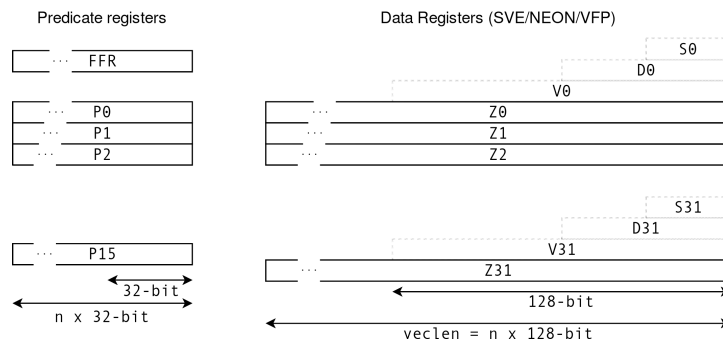 Predicate registers
Data Registers (SVE/NEON/VFP)
S0
... FFR
D0
V0
... P0
... Z0
... P1
... Z1
... P2
... Z2
S31
D31
... P15
V31
... Z31
32-bit
128-bit
n x 32-bit
veclen = n x 128-bit